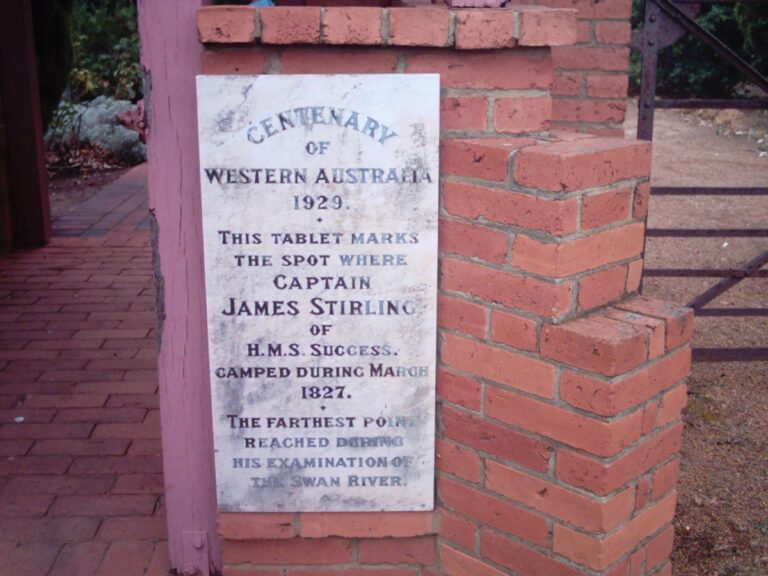 CENTENARY
OF
WESTERN AUSTRALIA
1929.
THIS TABLET MARKS
THE SPOT WHERE
CAPTAIN
JAMES STIRLING
OF
H.M.S. SUCCESS.
CAMPED DURING MARCH
1827.
THE FARTHEST POINT
REACHED DURING
HIS EXAMINATION OF
THE SWAN RIVER.